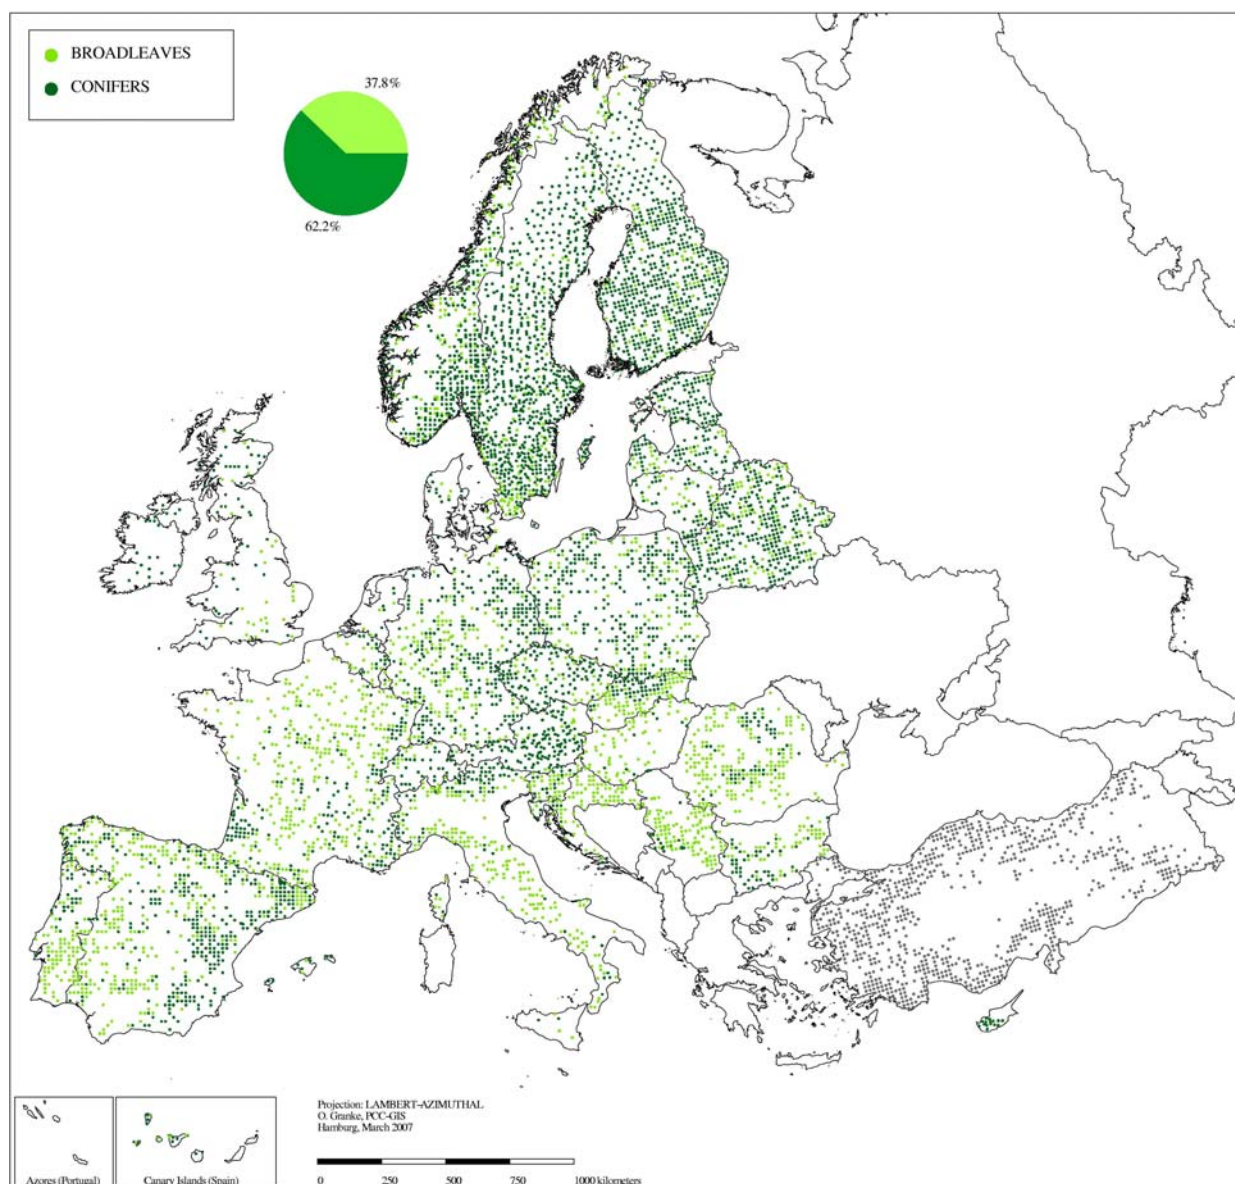 BROADLEAVES
CONIFERS
37.8%
62.2%
Projection: LAMBERT-AZIMUTHAL
O. Granke, PCC-GIS
Hamburg, March 2007
0 250 500 750 1000 kilometers
Azores (Portugal)
Canary Islands (Spain)